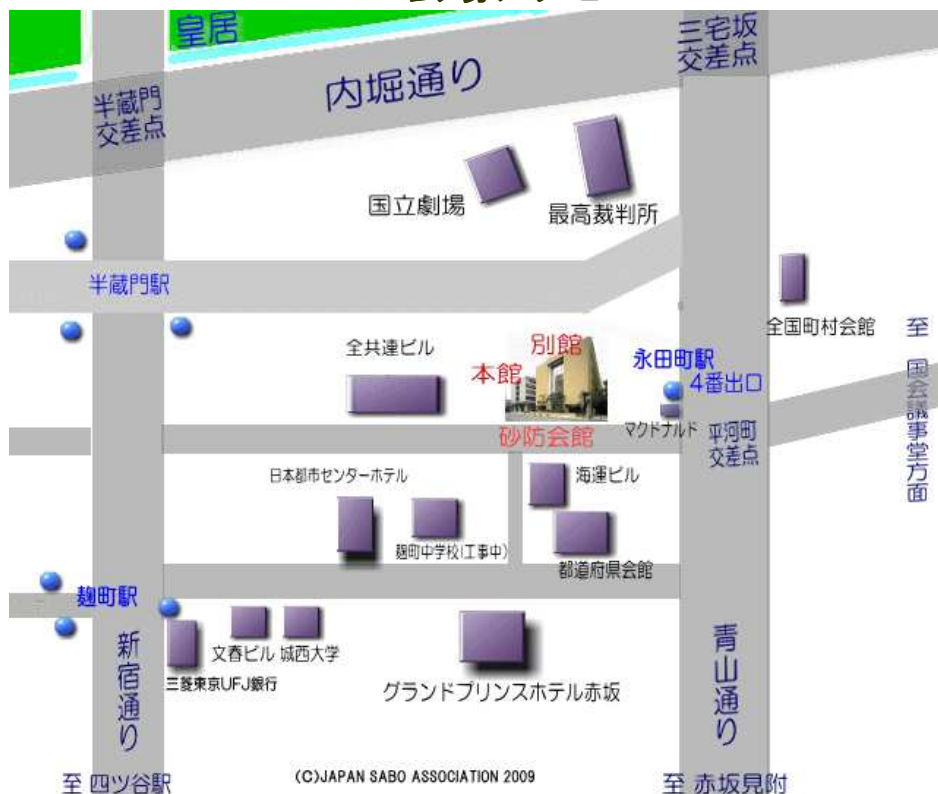 皇居
三宅坂
交差点
内堀通り
半蔵門
交差点
国立劇場
最高裁判所
半蔵門駅
全国町村会館
至 国会議事堂方面
全共連ビル
別館
本館
永田町駅
4番出口
砂防会館
マクドナルド
平河町
交差点
日本都市センターホテル
海運ビル
麹町中学校(工事中)
都道府県会館
麹町駅
新宿通り
文春ビル
城西大学
三菱東京UFJ銀行
グランドプリンスホテル赤坂
青山通り
至 四ツ谷駅
(C)JAPAN SABO ASSOCIATION 2009
至 赤坂見附